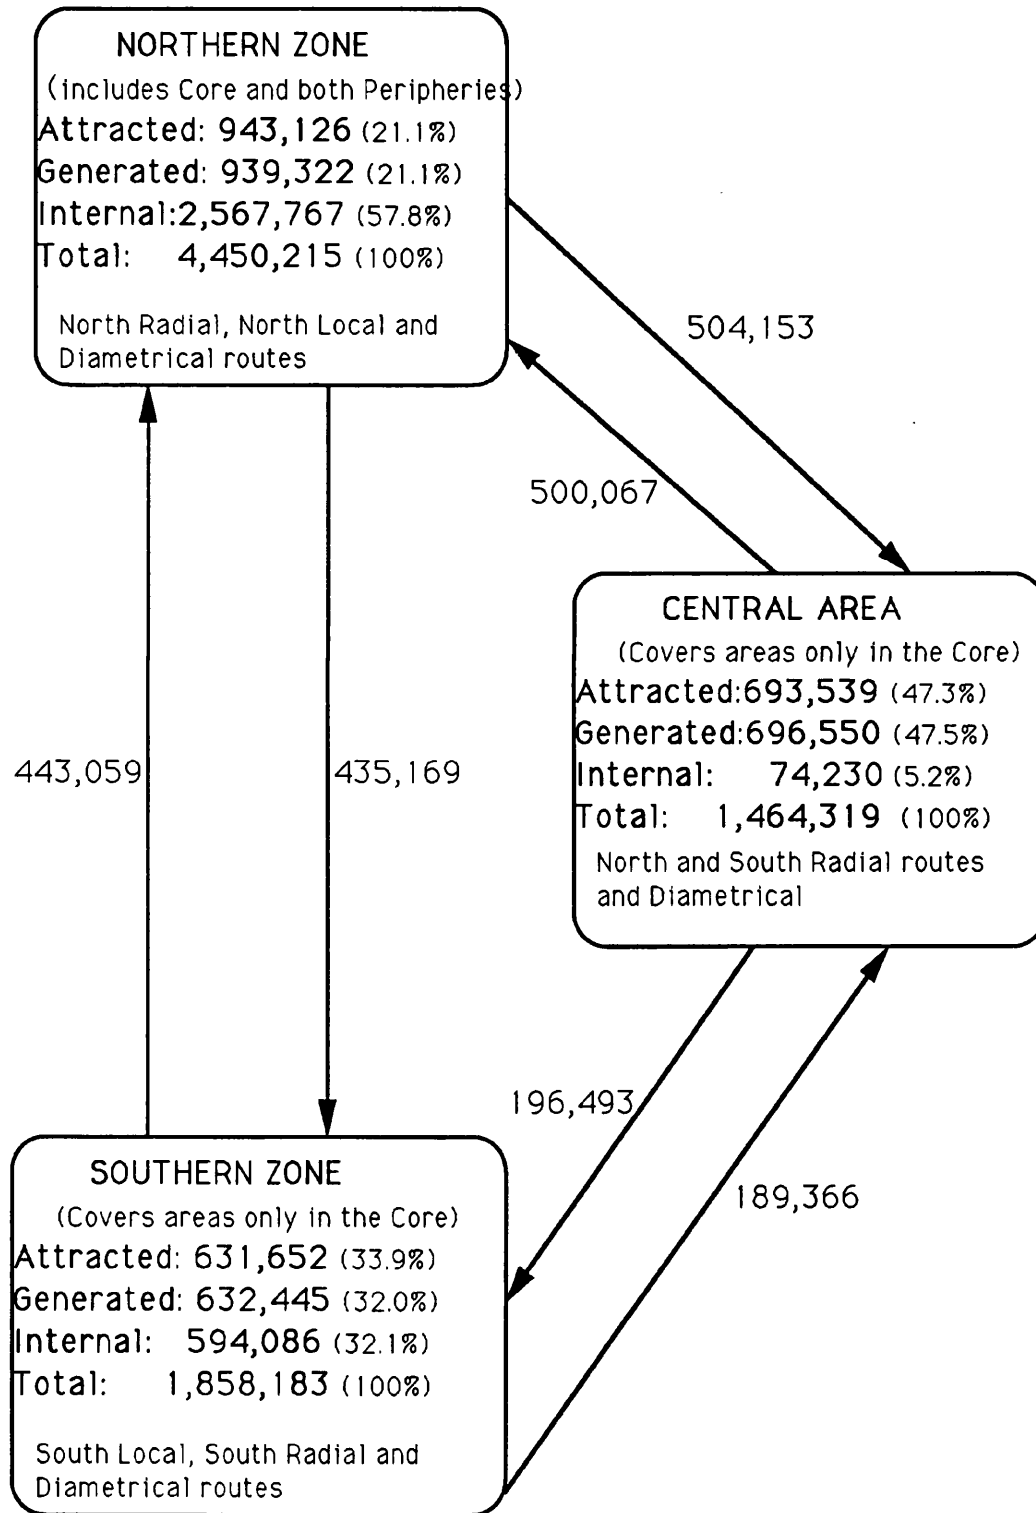 NORTHERN ZONE
(includes Core and both Peripheries)
Attracted: 943,126 (21.1%)
Generated: 939,322 (21.1%)
Internal:2,567,767 (57.8%)
Total: 4,450,215 (100%)
North Radial, North Local and
Diametrical routes
504,153
500,067
CENTRAL AREA
(Covers areas only in the Core)
Attracted:693,539 (47.3%)
Generated:696,550 (47.5%)
Internal: 74,230 (5.2%)
Total: 1,464,319 (100%)
North and South Radial routes
and Diametrical
443,059
435,169
196,493
189,366
SOUTHERN ZONE
(Covers areas only in the Core)
Attracted: 631,652 (33.9%)
Generated: 632,445 (32.0%)
Internal: 594,086 (32.1%)
Total: 1,858,183 (100%)
South Local, South Radial and
Diametrical routes